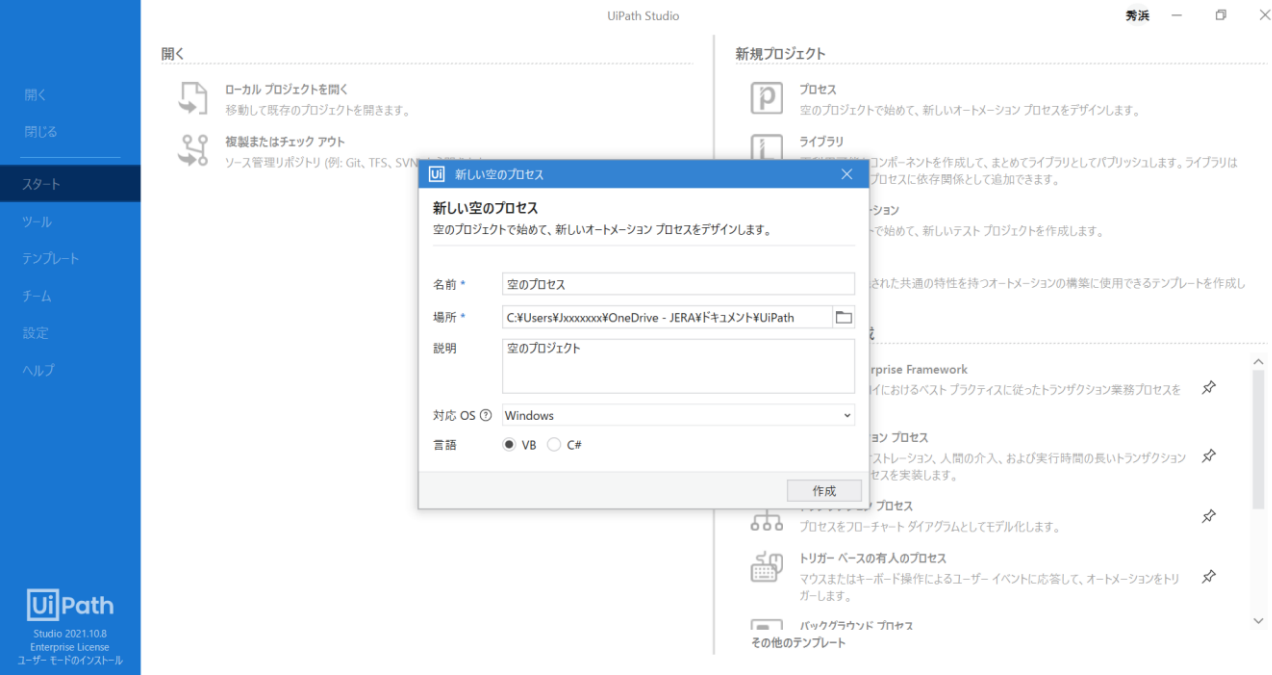 UiPath Studio
秀浜
開く
閉じる
スタート
ツール
テンプレート
チーム
設定
ヘルプ
UiPath
Studio 2021.10.8
Enterprise License
ユーザー モードのインストール
開く
ローカル プロジェクトを開く
移動して既存のプロジェクトを開きます。
複製またはチェック アウト
ソース管理リポジトリ (例: Git、TFS、SVN
新規プロジェクト
プロセス
空のプロジェクトで始めて、新しいオートメーション プロセスをデザインします。
ライブラリ
コンポーネントを作成して、まとめてライブラリとしてパブリッシュします。ライブラリは
プロセスに依存関係として追加できます。
ーション
トで始めて、新しいテスト プロジェクトを作成します。
された共通の特性を持つオートメーションの構築に使用できるテンプレートを作成し
rprise Framework
イにおけるベスト プラクティスに従ったトランザクション業務プロセスを
ョン プロセス
ストレーション、人間の介入、および実行時間の長いトランザクション
セスを実装します。
プロセス
プロセスをフローチャート ダイアグラムとしてモデル化します。
トリガー ベースの有人のプロセス
マウスまたはキーボード操作によるユーザー イベントに応答して、オートメーションをトリ
ガーします。
バックグラウンド プロセス
その他のテンプレート
Ui 新しい空のプロセス
新しい空のプロセス
空のプロジェクトで始めて、新しいオートメーション プロセスをデザインします。
名前 * 空のプロセス
場所 * C:¥Users¥Jxxxxxxx¥OneDrive - JERA¥ドキュメント¥UiPath
説明 空のプロジェクト
対応 OS Windows
言語 VB C#
作成